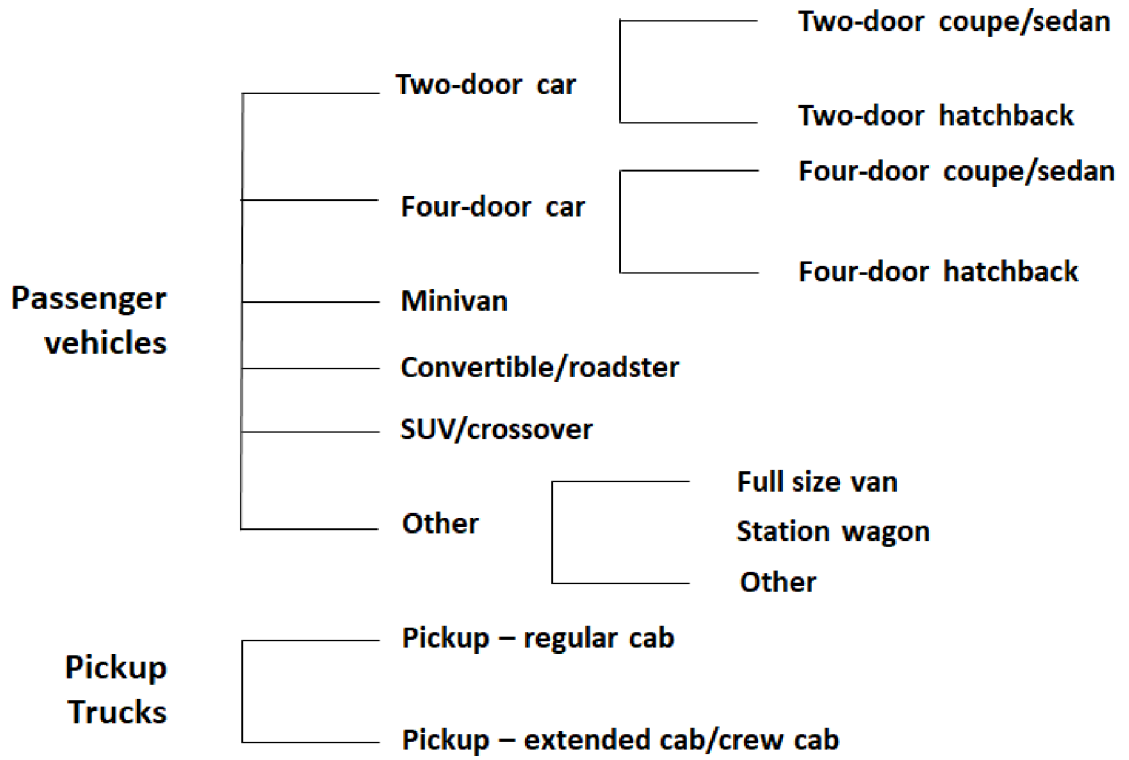 Two-door coupe/sedan
Two-door car
Two-door hatchback
Four-door coupe/sedan
Four-door car
Four-door hatchback
Passenger
vehicles
Minivan
Convertible/roadster
SUV/crossover
Full size van
Other
Station wagon
Other
Pickup – regular cab
Pickup
Trucks
Pickup – extended cab/crew cab